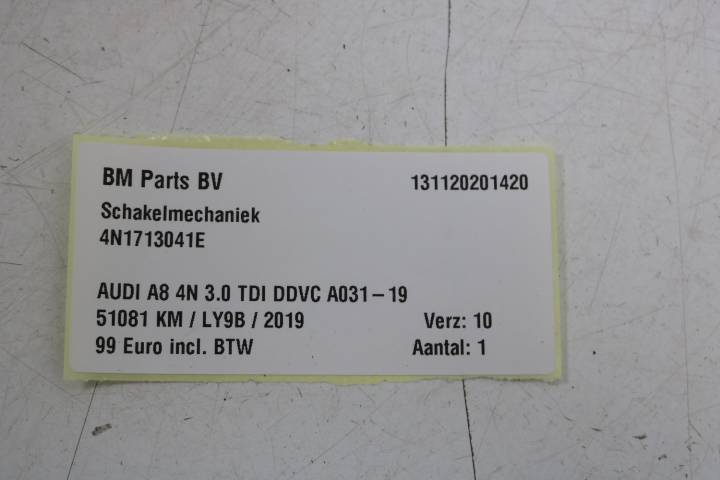 BM Parts BV 131120201420
Schakelmechaniek
4N1713041E
AUDI A8 4N 3.0 TDI DDVC A031-19
51081 KM / LY9B / 2019 Verz: 10
99 Euro incl. BTW Aantal: 1